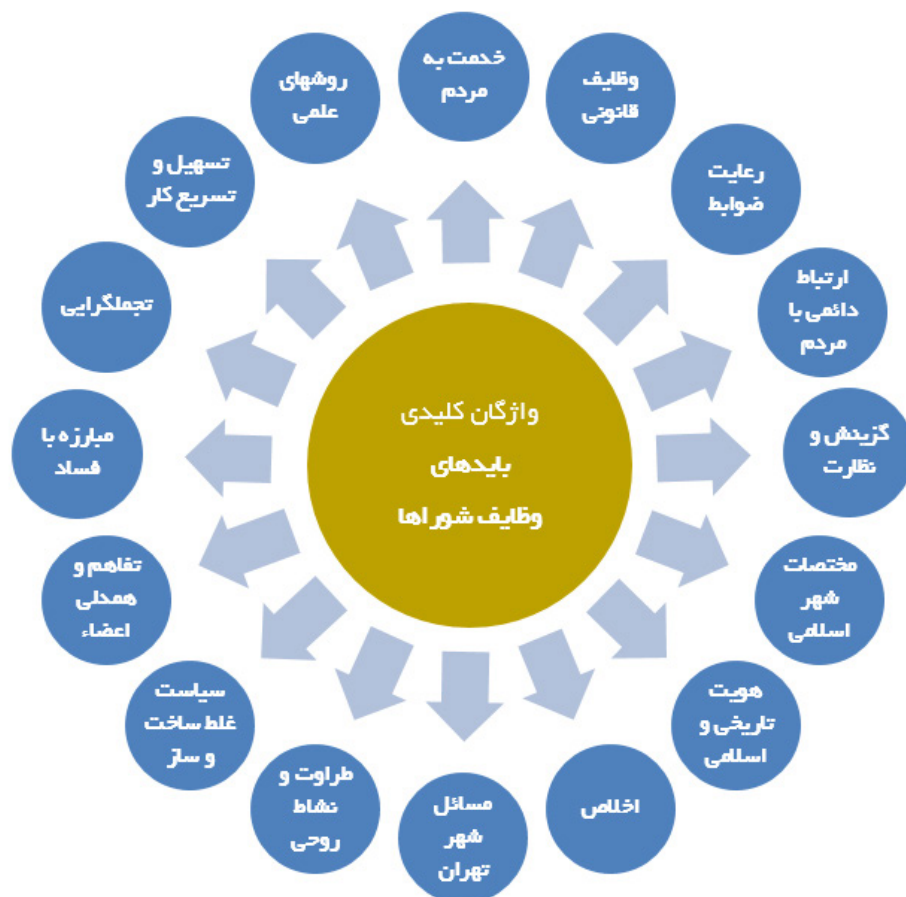 واژگان کلیدی
بایدهای
وظایف شوراها
خدمت به
مردم
وظایف
قانونی
رعایت
ضوابط
ارتباط
دائمی با
مردم
گزینش و
نظارت
مختصات
شهر
اسلامی
هویت
تاریخی و
اسلامی
اخلاص
مسائل
شهر
تهران
طراوت و
نشاط
روحی
سیاست
غلط ساخت
و ساز
تفاهم و
همدلی
اعضاء
مبارزه با
فساد
تجملگرایی
تسهیل و
تسریع کار
روشهای
علمی